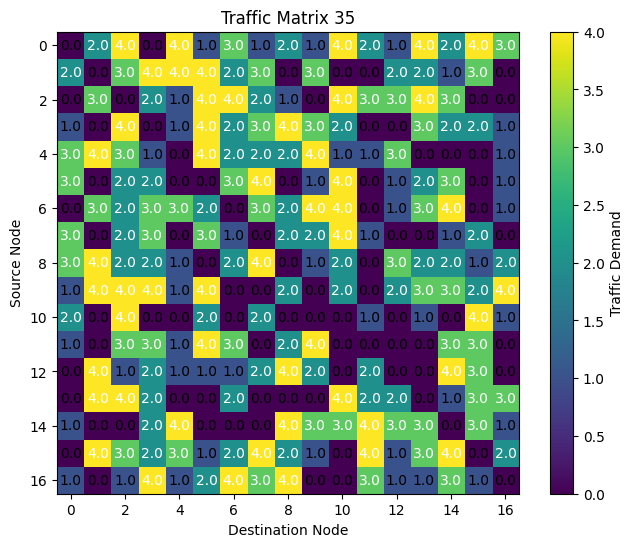 Traffic Matrix 35
0 0.0 2.0 4.0 0.0 4.0 1.0 3.0 1.0 2.0 1.0 4.0 2.0 1.0 4.0 2.0 4.0 3.0
2.0 0.0 3.0 4.0 4.0 4.0 2.0 3.0 0.0 3.0 0.0 0.0 2.0 2.0 1.0 3.0 0.0
2 0.0 3.0 0.0 2.0 1.0 4.0 4.0 2.0 1.0 0.0 4.0 3.0 3.0 4.0 3.0 0.0 0.0
1.0 0.0 4.0 0.0 1.0 4.0 2.0 3.0 4.0 3.0 2.0 0.0 0.0 3.0 2.0 2.0 1.0
4 3.0 4.0 3.0 1.0 0.0 4.0 2.0 2.0 2.0 4.0 1.0 1.0 3.0 0.0 0.0 0.0 1.0
3.0 0.0 2.0 2.0 0.0 0.0 3.0 4.0 0.0 1.0 4.0 0.0 1.0 2.0 3.0 0.0 1.0
6 0.0 3.0 2.0 3.0 3.0 2.0 0.0 3.0 2.0 4.0 4.0 0.0 1.0 3.0 4.0 0.0 1.0
3.0 0.0 2.0 3.0 0.0 3.0 1.0 0.0 2.0 2.0 4.0 1.0 0.0 0.0 1.0 2.0 0.0
8 3.0 4.0 2.0 2.0 1.0 0.0 2.0 4.0 0.0 1.0 2.0 0.0 3.0 2.0 2.0 1.0 2.0
1.0 4.0 4.0 4.0 1.0 4.0 0.0 0.0 2.0 0.0 2.0 0.0 2.0 3.0 3.0 2.0 4.0
10 2.0 0.0 4.0 0.0 0.0 2.0 0.0 2.0 0.0 0.0 0.0 1.0 0.0 1.0 0.0 4.0 1.0
1.0 0.0 3.0 3.0 1.0 4.0 3.0 0.0 2.0 4.0 0.0 0.0 0.0 0.0 3.0 3.0 0.0
12 0.0 4.0 1.0 2.0 1.0 1.0 1.0 2.0 4.0 2.0 0.0 2.0 0.0 0.0 4.0 3.0 0.0
0.0 4.0 4.0 2.0 0.0 0.0 2.0 0.0 0.0 0.0 4.0 2.0 2.0 0.0 1.0 3.0 3.0
14 1.0 0.0 0.0 2.0 4.0 0.0 0.0 0.0 4.0 3.0 3.0 4.0 3.0 3.0 0.0 3.0 1.0
0.0 4.0 3.0 2.0 3.0 1.0 2.0 4.0 2.0 1.0 0.0 4.0 1.0 3.0 4.0 0.0 2.0
16 1.0 0.0 1.0 4.0 1.0 2.0 4.0 3.0 4.0 0.0 0.0 3.0 1.0 1.0 3.0 1.0 0.0
0 2 4 6 8 10 12 14 16
Destination Node
Source Node
4.0
3.5
3.0
2.5
2.0
1.5
1.0
0.5
0.0
Traffic Demand